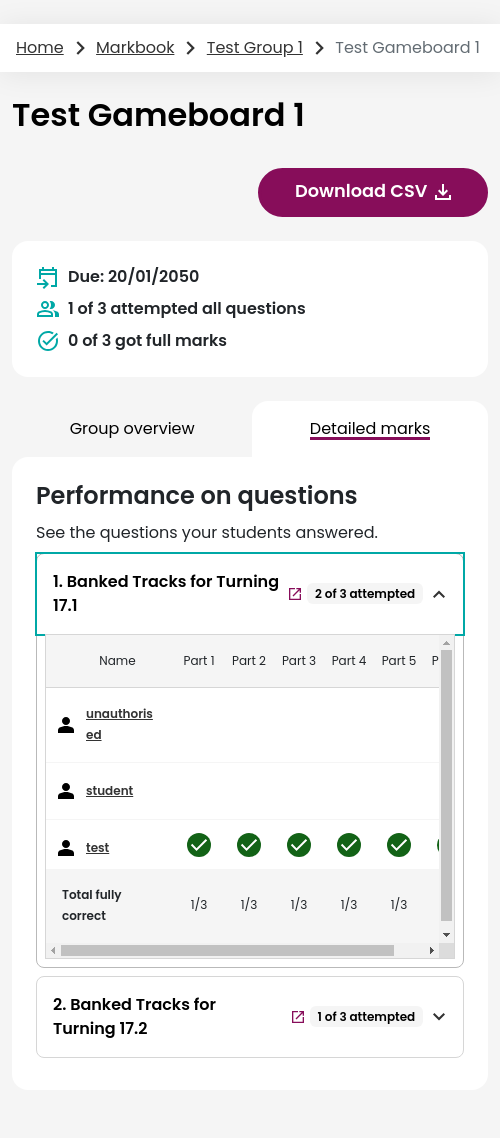 Home Markbook Test Group 1 Test Gameboard 1
Test Gameboard 1
Download CSV
Due: 20/01/2050
1 of 3 attempted all questions
0 of 3 got full marks
Group overview Detailed marks
Performance on questions
See the questions your students answered.
1. Banked Tracks for Turning
17.1
2 of 3 attempted
Name Part 1 Part 2 Part 3 Part 4 Part 5 P
unauthoris
ed
student
test
Total fully
correct
1/3 1/3 1/3 1/3 1/3
2. Banked Tracks for
Turning 17.2
1 of 3 attempted